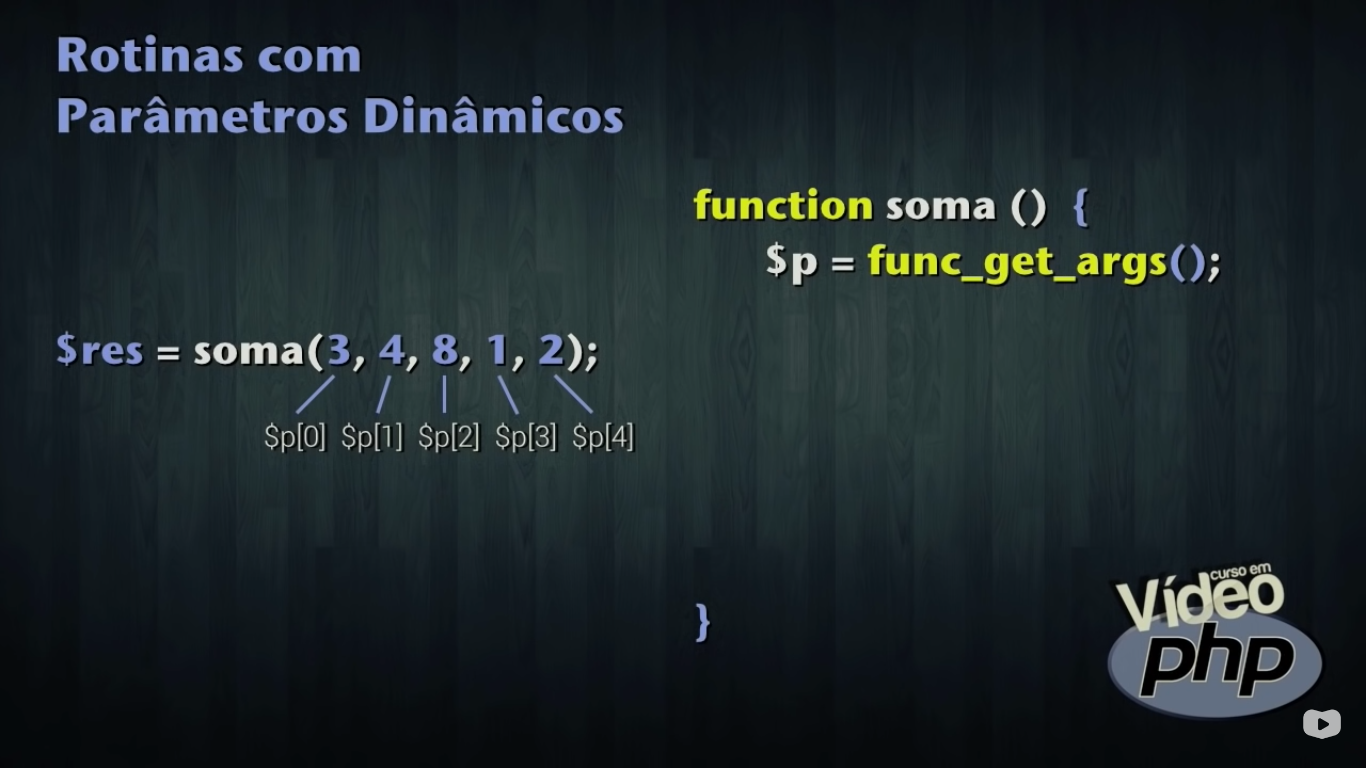 Rotinas com
Parâmetros Dinâmicos
function soma () {
$p = func_get_args();
$res = soma(3, 4, 8, 1, 2);
$p[0] $p[1] $p[2] $p[3] $p[4]
}
curso em
Vídeo
php